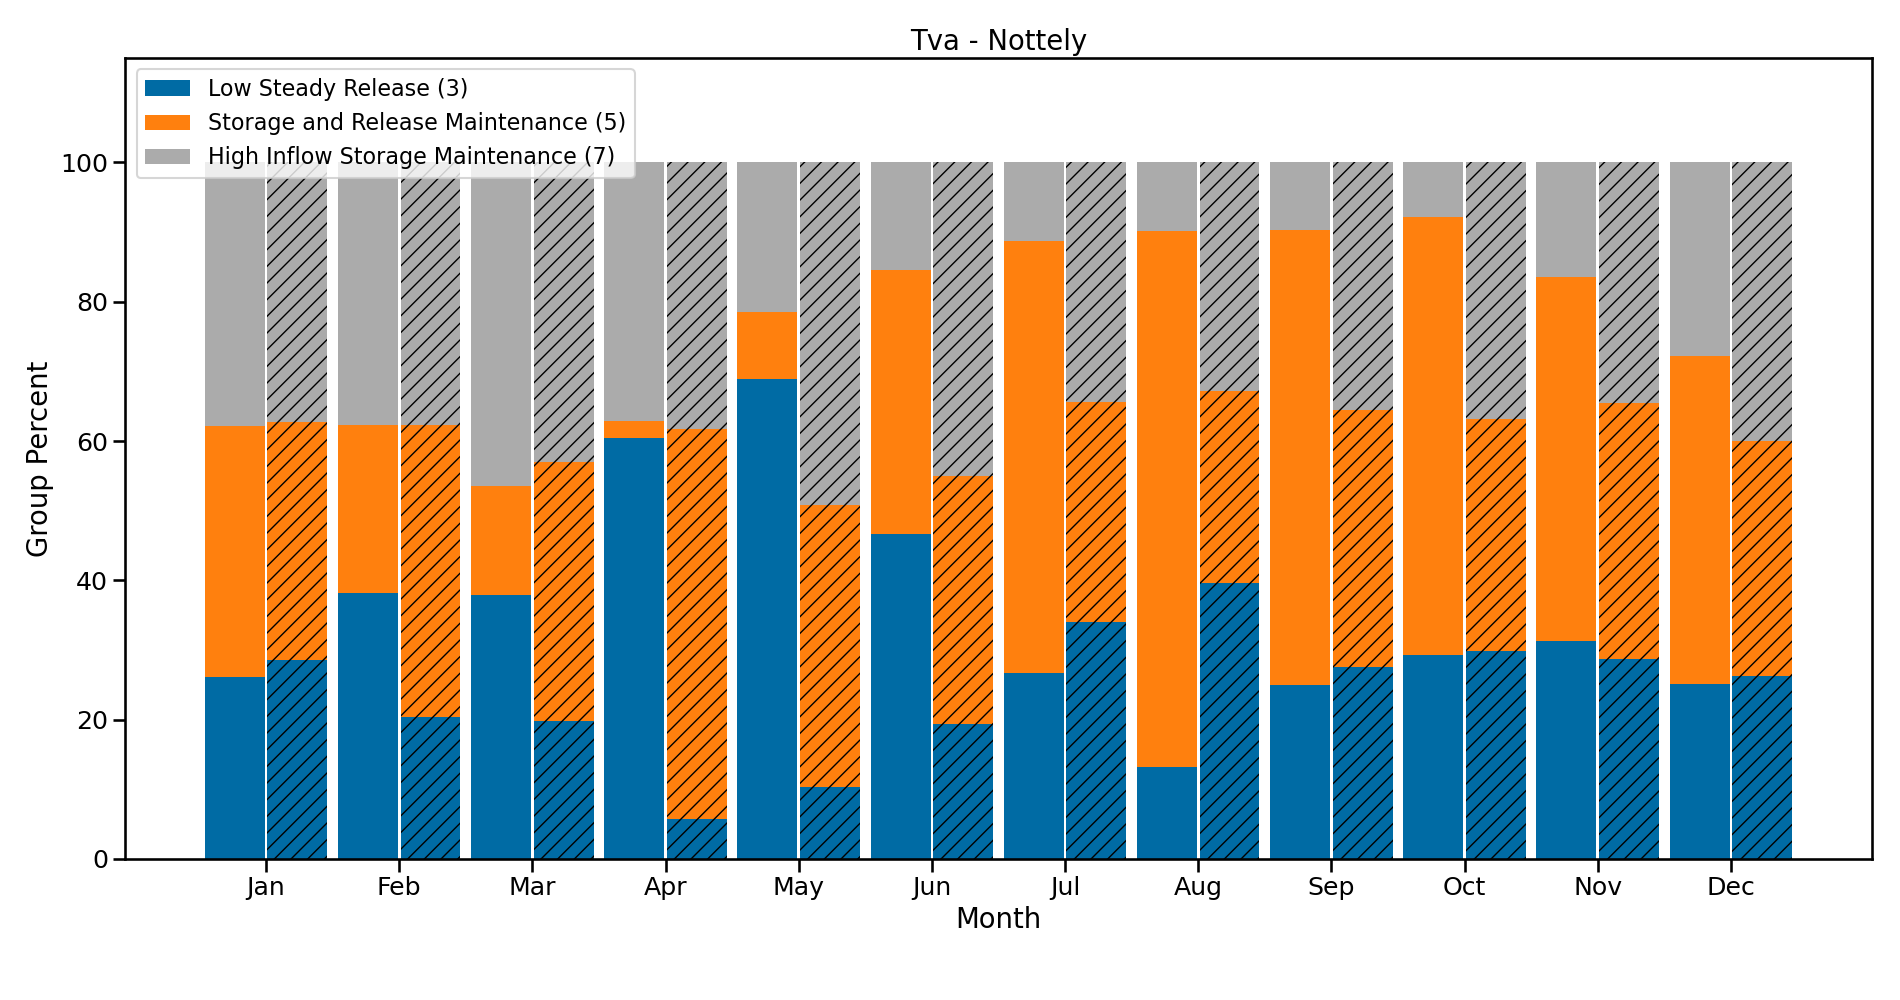 Tva - Nottely
Low Steady Release (3)
Storage and Release Maintenance (5)
High Inflow Storage Maintenance (7)
100
80
60
40
20
0
Group Percent
Jan Feb Mar Apr May Jun Jul Aug Sep Oct Nov Dec
Month